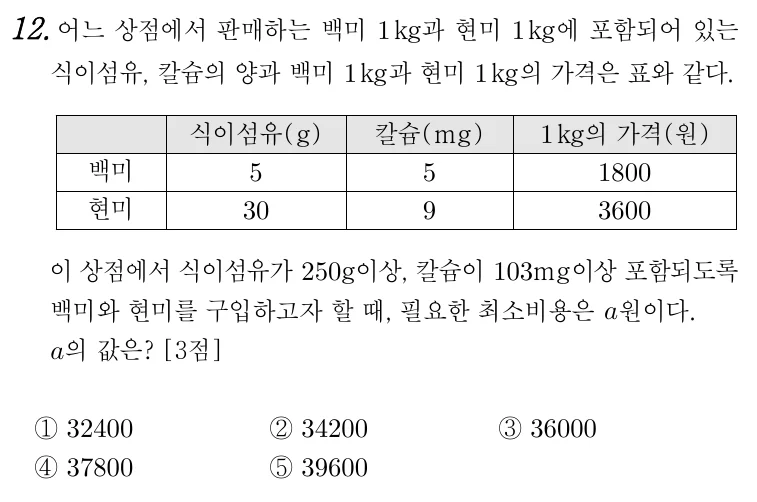 12. 어느 상점에서 판매하는 백미 1kg과 현미 1kg에 포함되어 있는
식이섬유, 칼슘의 양과 백미 1kg과 현미 1kg의 가격은 표와 같다.
식이섬유(g) 칼슘(mg) 1kg의 가격(원)
백미 5 5 1800
현미 30 9 3600
이 상점에서 식이섬유가 250g이상, 칼슘이 103mg이상 포함되도록
백미와 현미를 구입하고자 할 때, 필요한 최소비용은 a원이다.
a의 값은? [3점]
① 32400 ② 34200 ③ 36000
④ 37800 ⑤ 39600